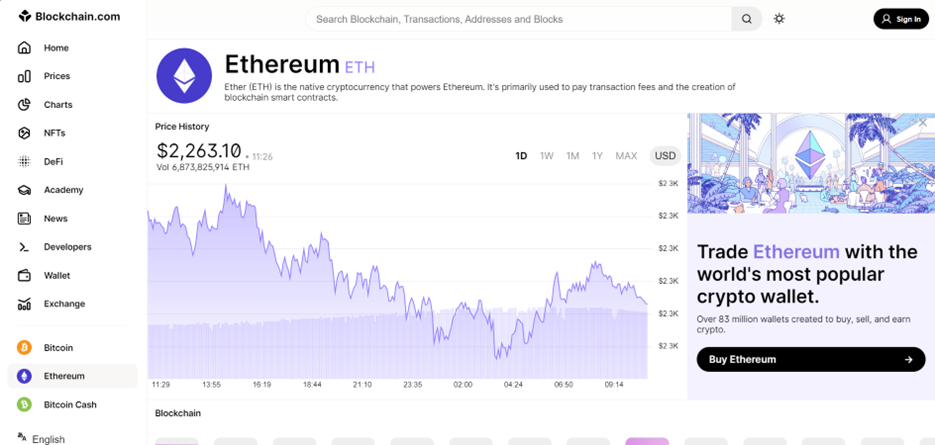 Blockchain.com
Search Blockchain, Transactions, Addresses and Blocks
Sign In
Home
Prices
Charts
NFTs
DeFi
Academy
News
Developers
Wallet
Exchange
Bitcoin
Ethereum
Bitcoin Cash
English
Ethereum ETH
Ether (ETH) is the native cryptocurrency that powers Ethereum. It's primarily used to pay transaction fees and the creation of
blockchain smart contracts.
Price History
$2,263.10 • 11:26
Vol 6,873,825,914 ETH
1D 1W 1M 1Y MAX USD
$2.3K
$2.3K
$2.3K
$2.3K
$2.3K
$2.3K
11:29 13:55 16:19 18:44 21:10 23:35 02:00 04:24 06:50 09:14
Trade Ethereum with the
world's most popular
crypto wallet.
Over 83 million wallets created to buy, sell, and earn
crypto.
Buy Ethereum
Blockchain